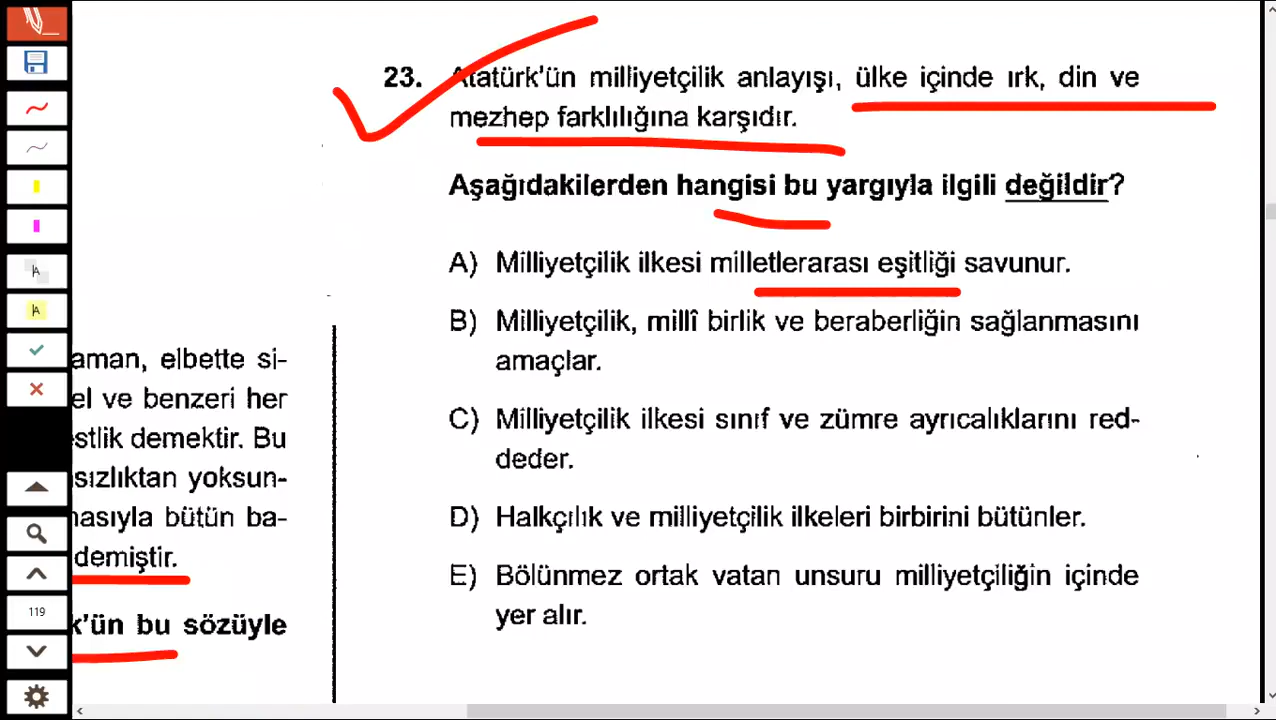 23. Atatürk'ün milliyetçilik anlayışı, ülke içinde ırk, din ve
mezhep farklılığına karşıdır.
Aşağıdakilerden hangisi bu yargıyla ilgili değildir?
A) Milliyetçilik ilkesi milletlerarası eşitliği savunur.
B) Milliyetçilik, millî birlik ve beraberliğin sağlanmasını
amaçlar.
C) Milliyetçilik ilkesi sınıf ve zümre ayrıcalıklarını red-
deder.
D) Halkçılık ve milliyetçilik ilkeleri birbirini bütünler.
E) Bölünmez ortak vatan unsuru milliyetçiliğin içinde
yer alır.
aman, elbette si-
el ve benzeri her
stlik demektir. Bu
sızlıktan yoksun-
nasıyla bütün ba-
demiştir.
k'ün bu sözüyle
A
A
119